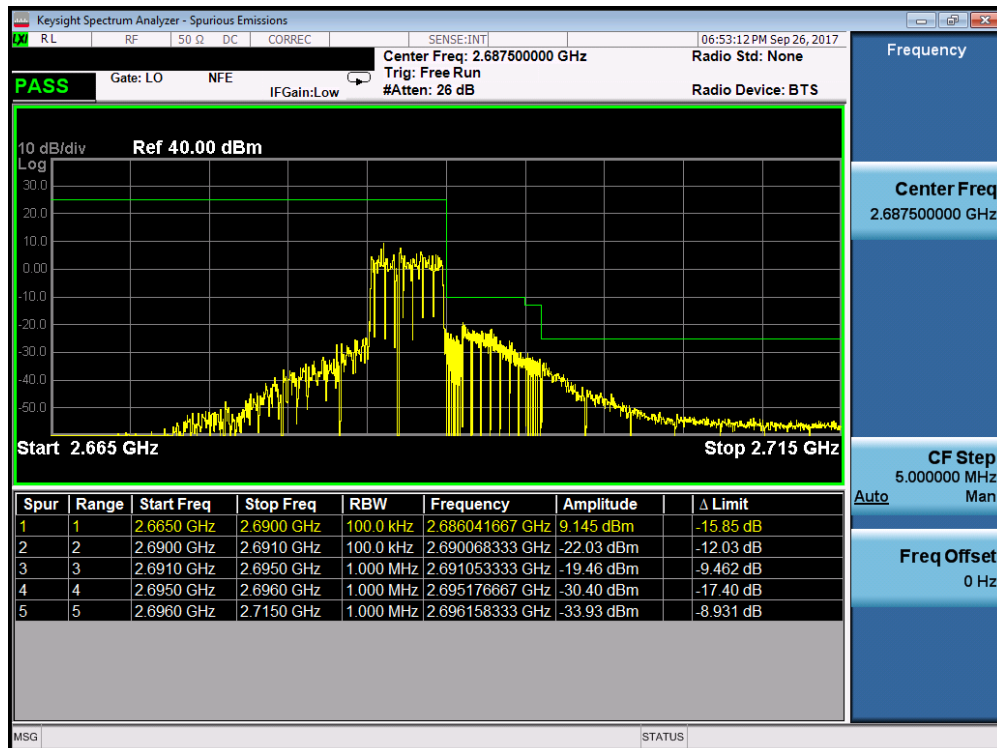 Keysight Spectrum Analyzer - Spurious Emissions
LXI RL RF 50 Ω DC CORREC SENSE:INT 06:53:12 PM Sep 26, 2017
Center Freq: 2.687500000 GHz Radio Std: None
PASS Gate: LO NFE Trig: Free Run
IFGain:Low #Atten: 26 dB Radio Device: BTS
10 dB/div Ref 40.00 dBm
Log
30.0
20.0
10.0
0.00
-10.0
-20.0
-30.0
-40.0
-50.0
Start 2.665 GHz Stop 2.715 GHz
Spur Range Start Freq Stop Freq RBW Frequency Amplitude Δ Limit
1 1 2.6650 GHz 2.6900 GHz 100.0 kHz 2.686041667 GHz 9.145 dBm -15.85 dB
2 2 2.6900 GHz 2.6910 GHz 100.0 kHz 2.690068333 GHz -22.03 dBm -12.03 dB
3 3 2.6910 GHz 2.6950 GHz 1.000 MHz 2.691053333 GHz -19.46 dBm -9.462 dB
4 4 2.6950 GHz 2.6960 GHz 1.000 MHz 2.695176667 GHz -30.40 dBm -17.40 dB
5 5 2.6960 GHz 2.7150 GHz 1.000 MHz 2.696158333 GHz -33.93 dBm -8.931 dB
MSG STATUS
Frequency
Center Freq
2.687500000 GHz
CF Step
5.000000 MHz
Auto Man
Freq Offset
0 Hz